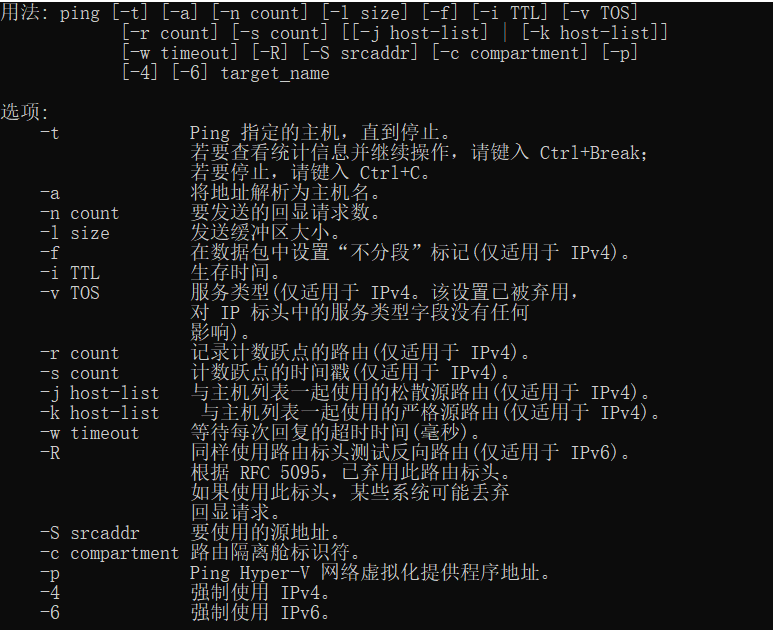 用法: ping [-t] [-a] [-n count] [-l size] [-f] [-i TTL] [-v TOS]
[-r count] [-s count] [[-j host-list] | [-k host-list]]
[-w timeout] [-R] [-S srcaddr] [-c compartment] [-p]
[-4] [-6] target_name
选项:
-t Ping 指定的主机，直到停止。
若要查看统计信息并继续操作，请键入 Ctrl+Break；
若要停止，请键入 Ctrl+C。
-a 将地址解析为主机名。
-n count 要发送的回显请求数。
-l size 发送缓冲区大小。
-f 在数据包中设置“不分段”标记(仅适用于 IPv4)。
-i TTL 生存时间。
-v TOS 服务类型(仅适用于 IPv4。该设置已被弃用，
对 IP 标头中的服务类型字段没有任何
影响)。
-r count 记录计数跃点的路由(仅适用于 IPv4)。
-s count 计数跃点的时间戳(仅适用于 IPv4)。
-j host-list 与主机列表一起使用的松散源路由(仅适用于 IPv4)。
-k host-list 与主机列表一起使用的严格源路由(仅适用于 IPv4)。
-w timeout 等待每次回复的超时时间(毫秒)。
-R 同样使用路由标头测试反向路由(仅适用于 IPv6)。
根据 RFC 5095，已弃用此路由标头。
如果使用此标头，某些系统可能丢弃
回显请求。
-S srcaddr 要使用的源地址。
-c compartment 路由隔离舱标识符。
-p Ping Hyper-V 网络虚拟化提供程序地址。
-4 强制使用 IPv4。
-6 强制使用 IPv6。